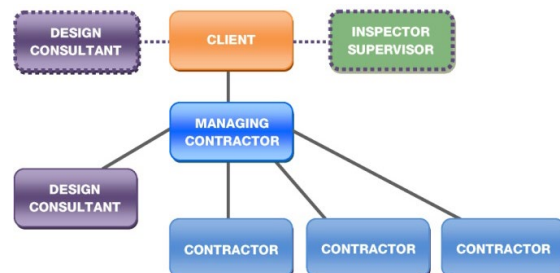 DESIGN
CONSULTANT
CLIENT
INSPECTOR
SUPERVISOR
MANAGING
CONTRACTOR
DESIGN
CONSULTANT
CONTRACTOR
CONTRACTOR
CONTRACTOR